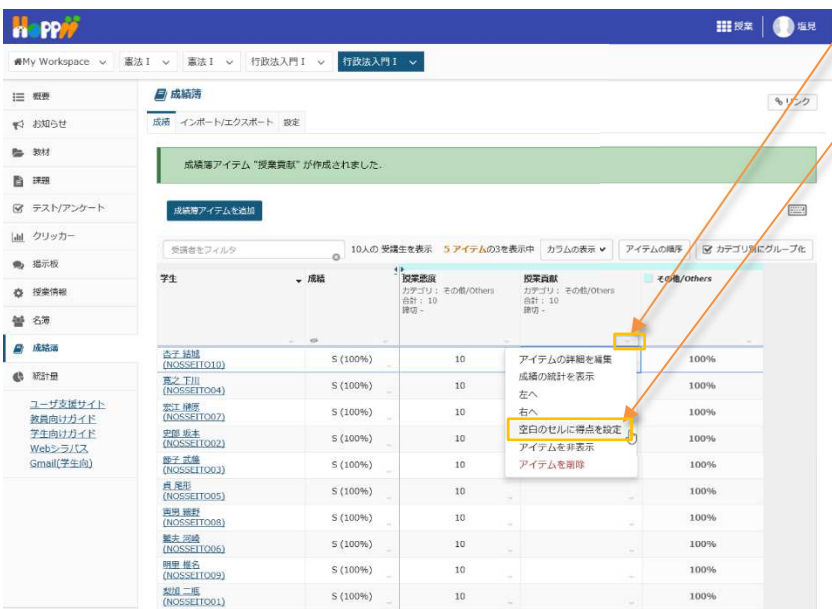 HoPPii
授業
塩見
My Workspace
憲法 I
憲法 I
行政法入門 I
行政法入門 I
概要
お知らせ
教材
課題
テスト/アンケート
クリッカー
掲示板
授業情報
名簿
成績簿
統計量
ユーザ支援サイト
教員向けガイド
学生向けガイド
Webシラバス
Gmail(学生向)
成績簿
リンク
成績 インポート/エクスポート 設定
成績簿アイテム "授業貢献" が作成されました.
成績簿アイテムを追加
受講者をフィルタ
10人の 受講生を表示 5 アイテムの3を表示中
カラムの表示
アイテムの順序
カテゴリ別にグループ化
学生 成績 授業態度 授業貢献 その他/Others
カテゴリ: その他/Others カテゴリ: その他/Others
合計: 10 合計: 10
締切 - 締切 -
杏子 結城
(NOSSEITO10) S (100%) 10 100%
寛之 下川
(NOSSEITO04) S (100%) 10 100%
宏江 榊原
(NOSSEITO07) S (100%) 10 100%
史郎 坂本
(NOSSEITO02) S (100%) 10 100%
節子 武藤
(NOSSEITO03) S (100%) 10 100%
貞 尾形
(NOSSEITO05) S (100%) 10 100%
(NOSSEITO08) S (100%) 10 100%
繁夫 河崎
(NOSSEITO06) S (100%) 10 100%
明里 椎名
(NOSSEITO09) S (100%) 10 100%
梨旭 二瓶
(NOSSEITO01) S (100%) 10 100%
アイテムの詳細を編集
成績の統計を表示
左へ
右へ
空白のセルに得点を設定
アイテムを非表示
アイテムを削除